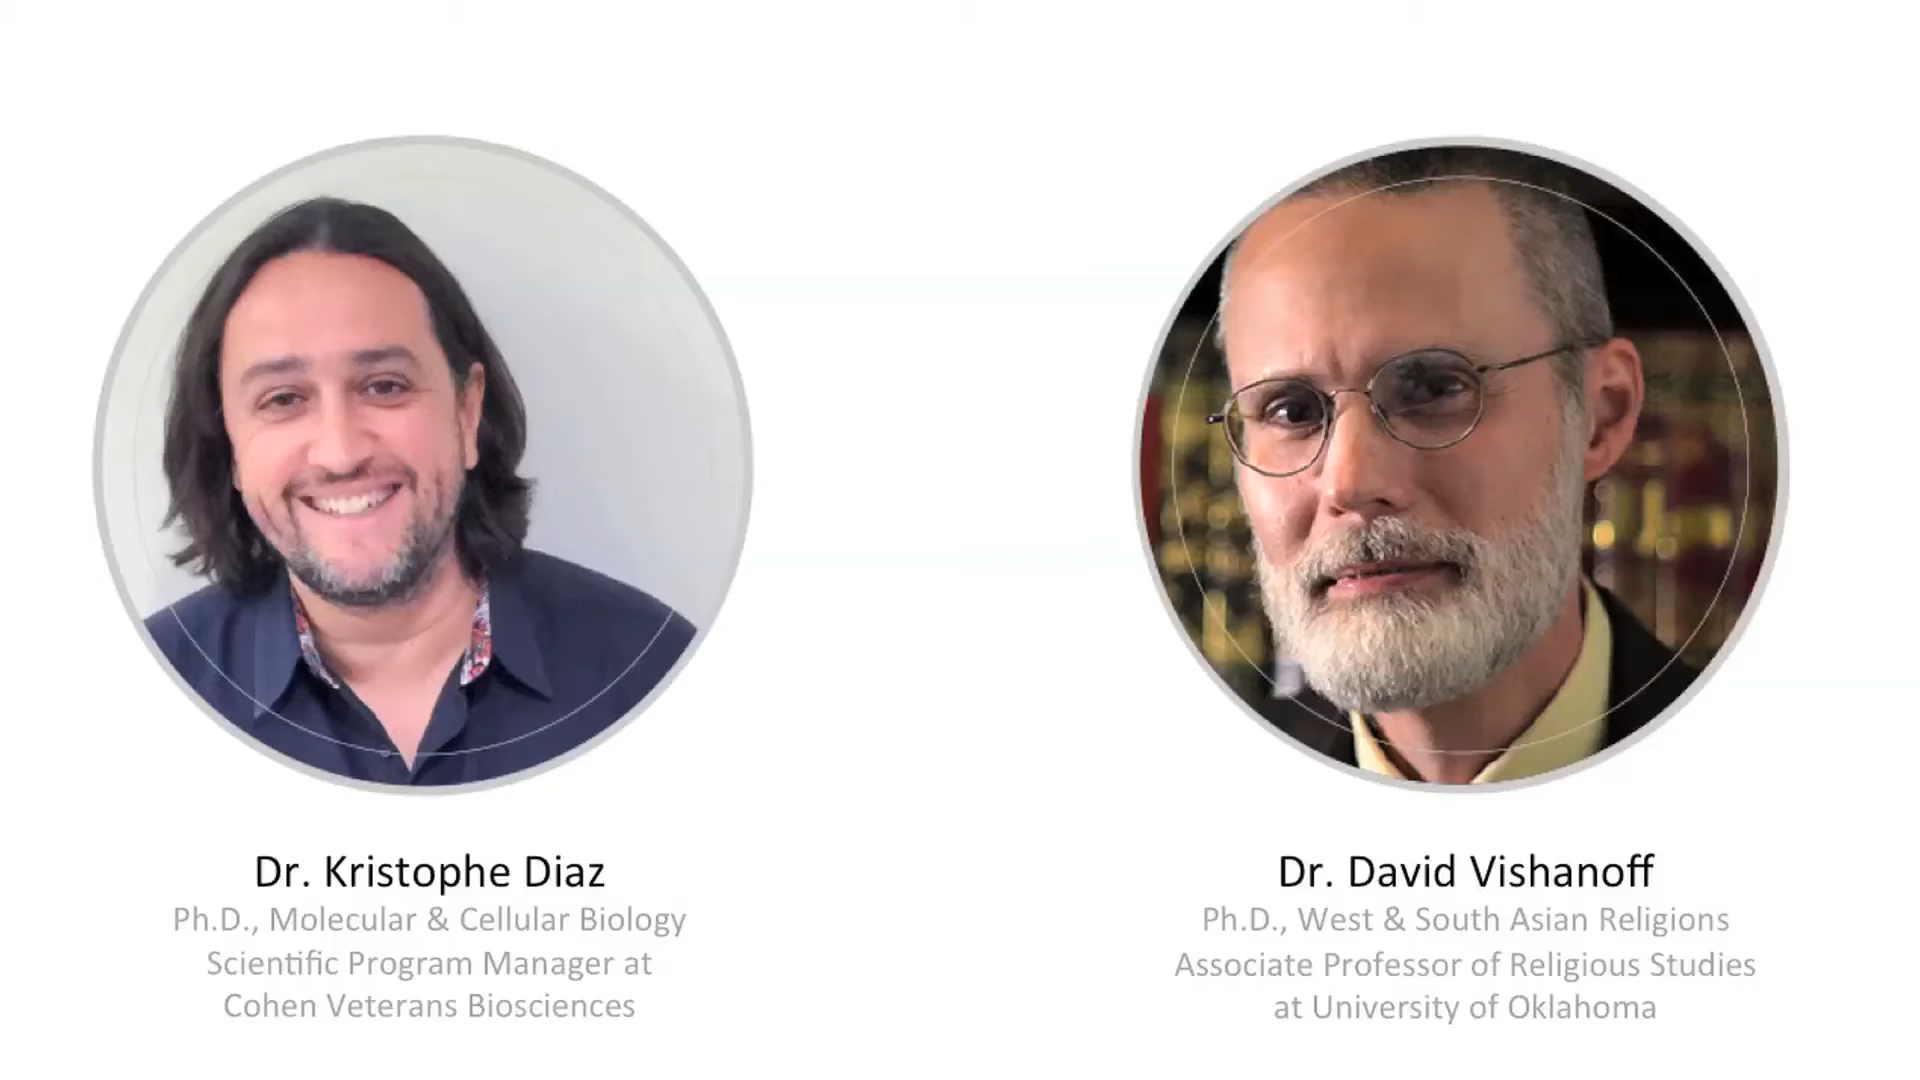 Dr. Kristophe Diaz
Ph.D., Molecular & Cellular Biology
Scientific Program Manager at
Cohen Veterans Biosciences
Dr. David Vishanoff
Ph.D., West & South Asian Religions
Associate Professor of Religious Studies
at University of Oklahoma